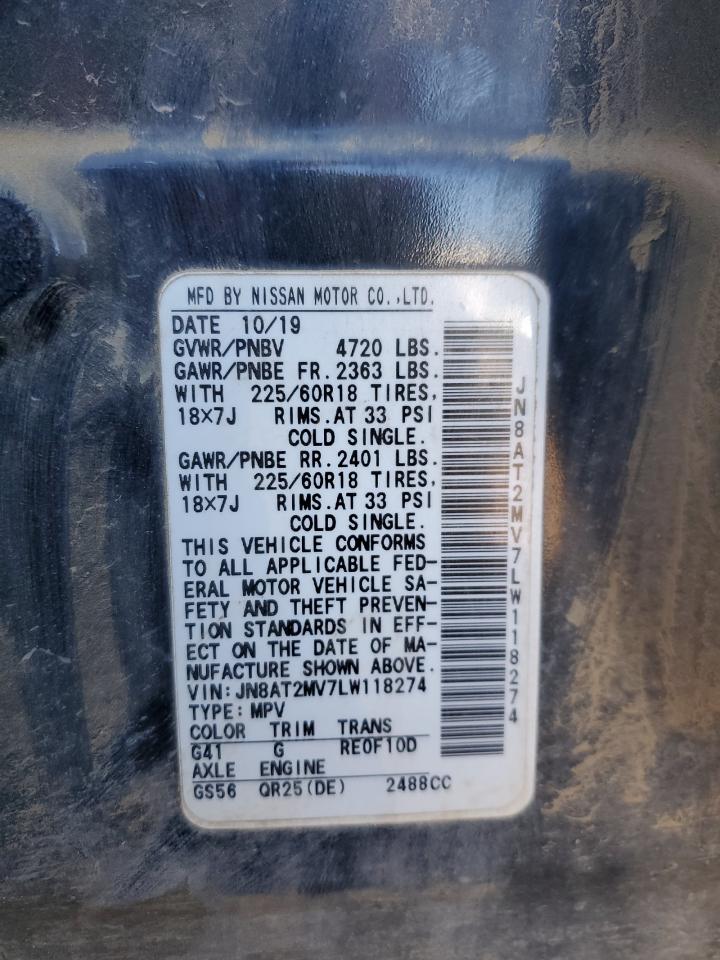 MFD BY NISSAN MOTOR CO.,LTD.
DATE 10/19
GVWR/PNBV 4720 LBS.
GAWR/PNBE FR. 2363 LBS.
WITH 225/60R18 TIRES,
18×7J RIMS.AT 33 PSI
COLD SINGLE.
GAWR/PNBE RR. 2401 LBS.
WITH 225/60R18 TIRES,
18×7J RIMS.AT 33 PSI
COLD SINGLE.
THIS VEHICLE CONFORMS
TO ALL APPLICABLE FED-
ERAL MOTOR VEHICLE SA-
FETY AND THEFT PREVEN-
TION STANDARDS IN EFF-
ECT ON THE DATE OF MA-
NUFACTURE SHOWN ABOVE.
VIN: JN8AT2MV7LW118274
TYPE: MPV
COLOR TRIM TRANS
G41 G RE0F10D
AXLE ENGINE
GS56 QR25(DE) 2488CC
JN8AT2MV7LW118274